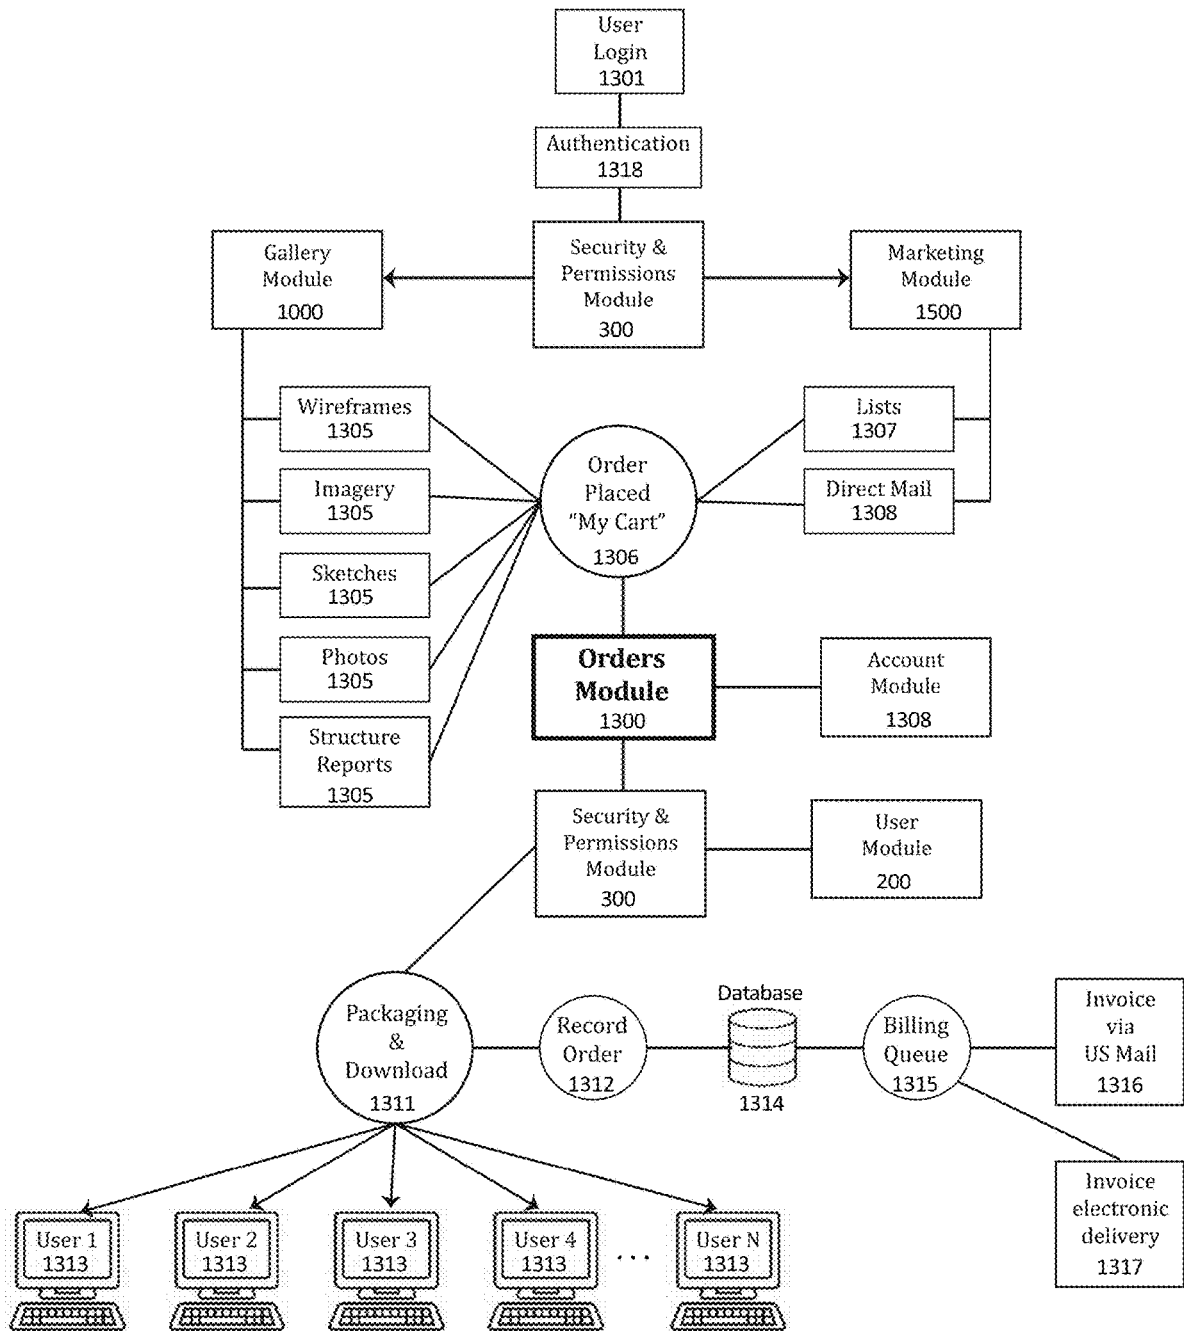 User
Login
1301
Authentication
1318
Gallery
Module
1000
Security &
Permissions
Module
300
Marketing
Module
1500
Wireframes
1305
Imagery
1305
Sketches
1305
Photos
1305
Structure
Reports
1305
Order
Placed
"My Cart"
1306
Lists
1307
Direct Mail
1308
Orders
Module
1300
Account
Module
1308
Security &
Permissions
Module
300
User
Module
200
Packaging
&
Download
1311
Record
Order
1312
Database
1314
Billing
Queue
1315
Invoice
via
US Mail
1316
Invoice
electronic
delivery
1317
User 1
1313
User 2
1313
User 3
1313
User 4
1313
...
User N
1313